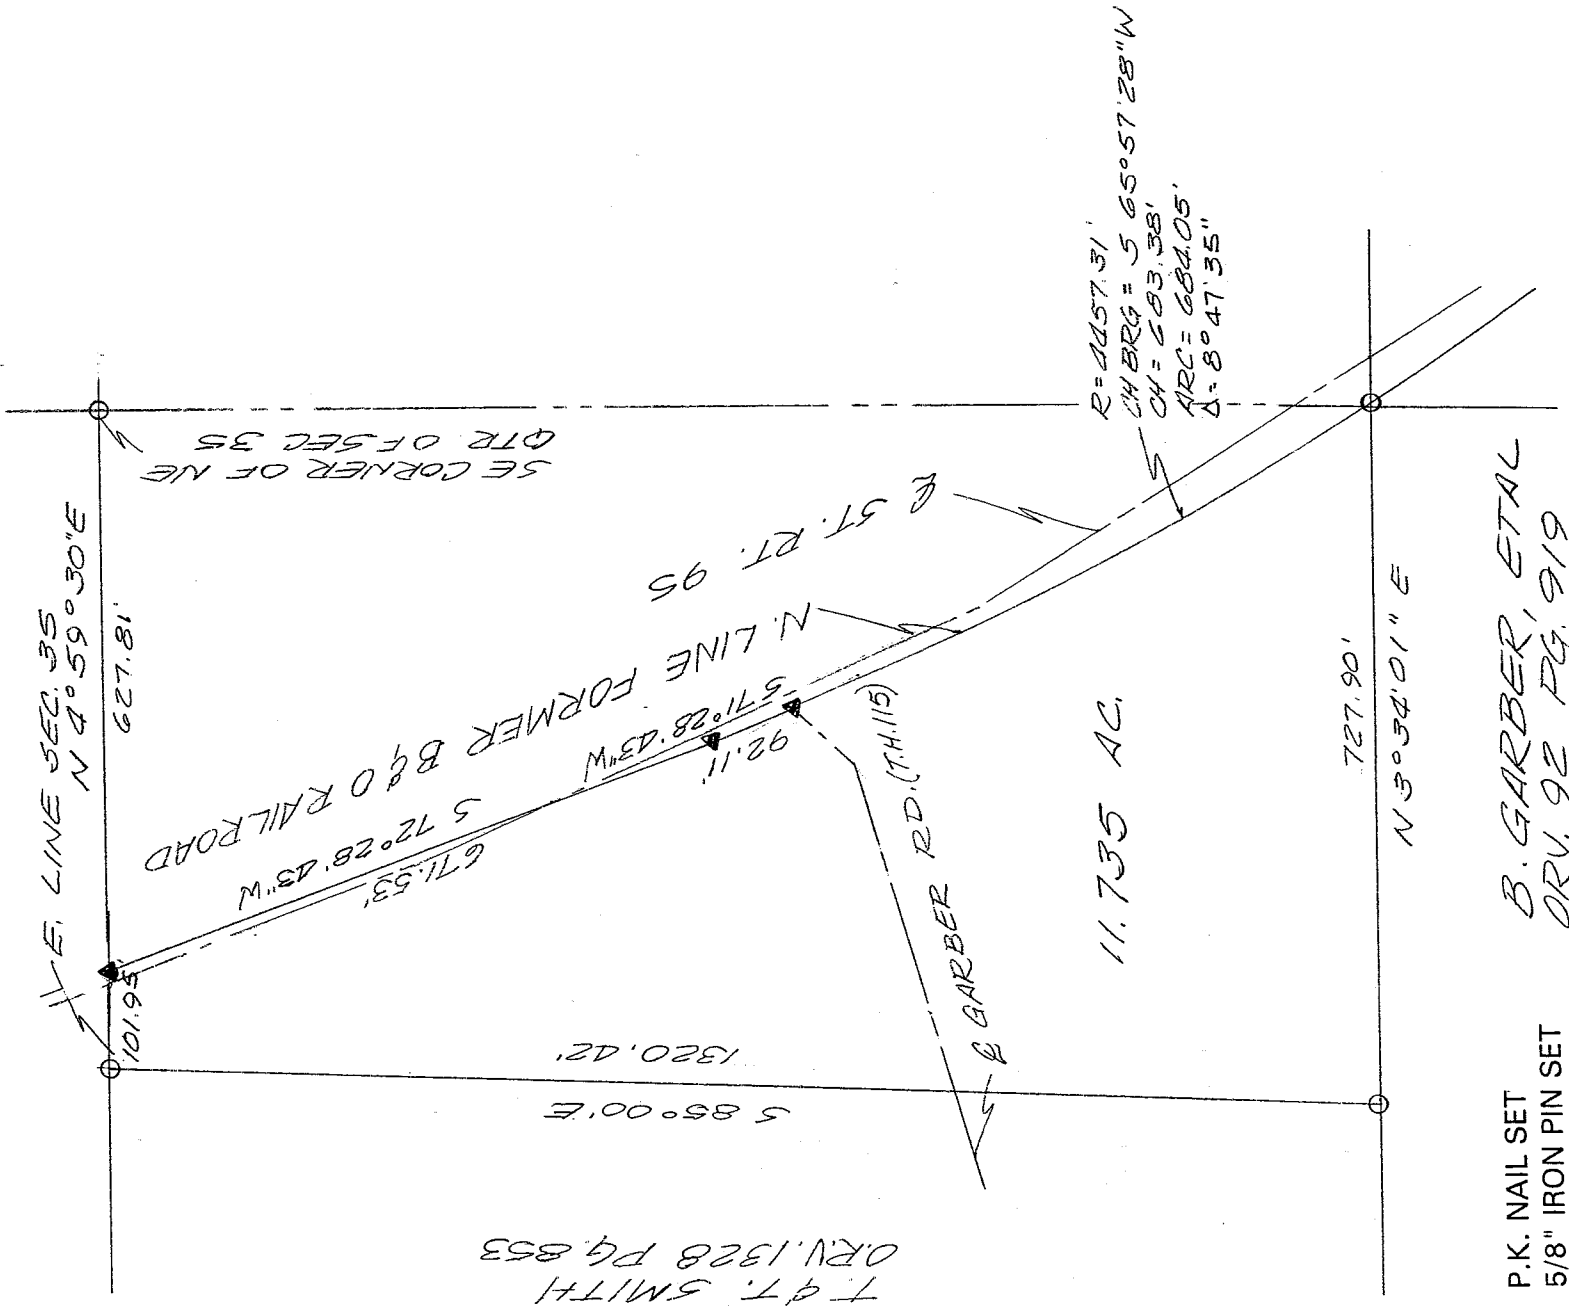 E. LINE SEC. 35
N 4°59'30"E
627.81'
101.95'
SE CORNER OF NE
QTR OF SEC 35
N. LINE FORMER B&O RAILROAD
℄ ST. RT. 95
S 72°28'43"W
671.53'
S 71°28'43"W
92.11'
R=4457.31'
CH BRG = S 65°57'28"W
CH = 683.38'
ARC = 684.05'
Δ = 8°47'35"
℄ GARBER RD. (T.H.115)
11.735 AC.
1320.42'
S 85°00'E
727.90'
N 3°34'01" E
T. & T. SMITH
O.R.V. 1328 PG 853
B. GARBER, ETAL
ORV. 92 PG. 919
P.K. NAIL SET
5/8" IRON PIN SET